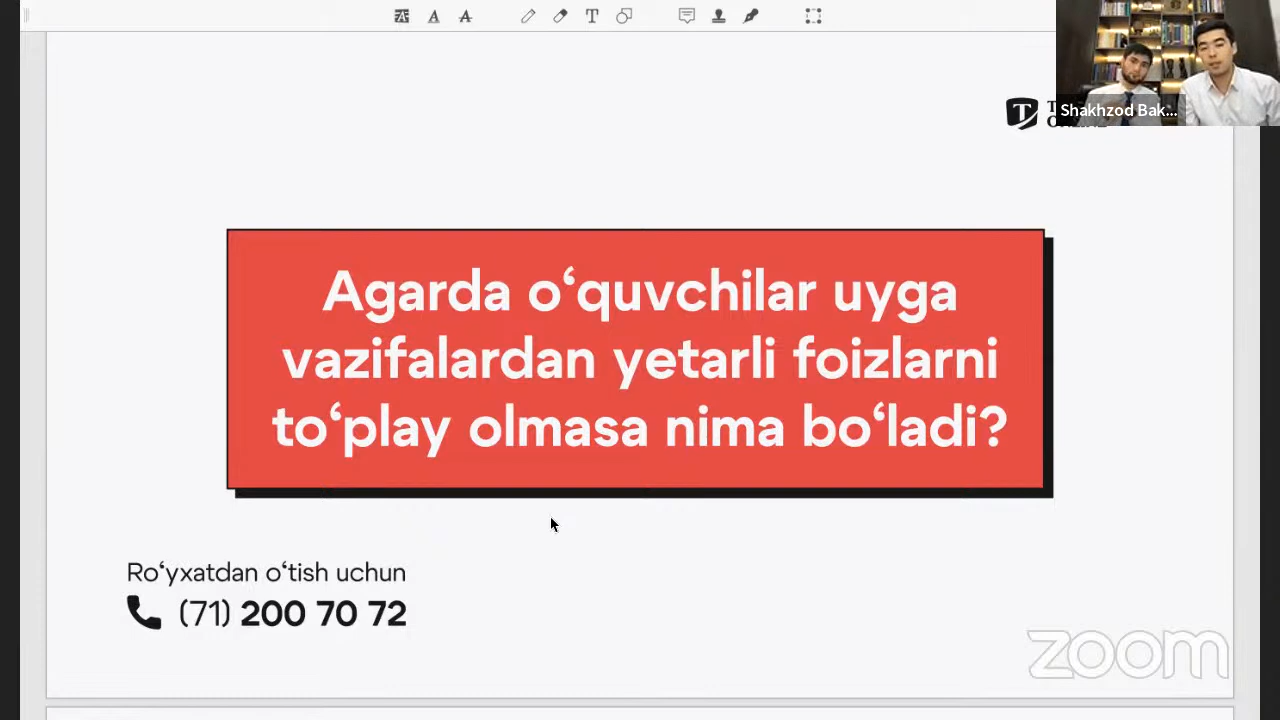 Shakhzod Bak...
Agarda o‘quvchilar uyga
vazifalardan yetarli foizlarni
to‘play olmasa nima bo‘ladi?
Ro‘yxatdan o‘tish uchun
(71) 200 70 72
zoom